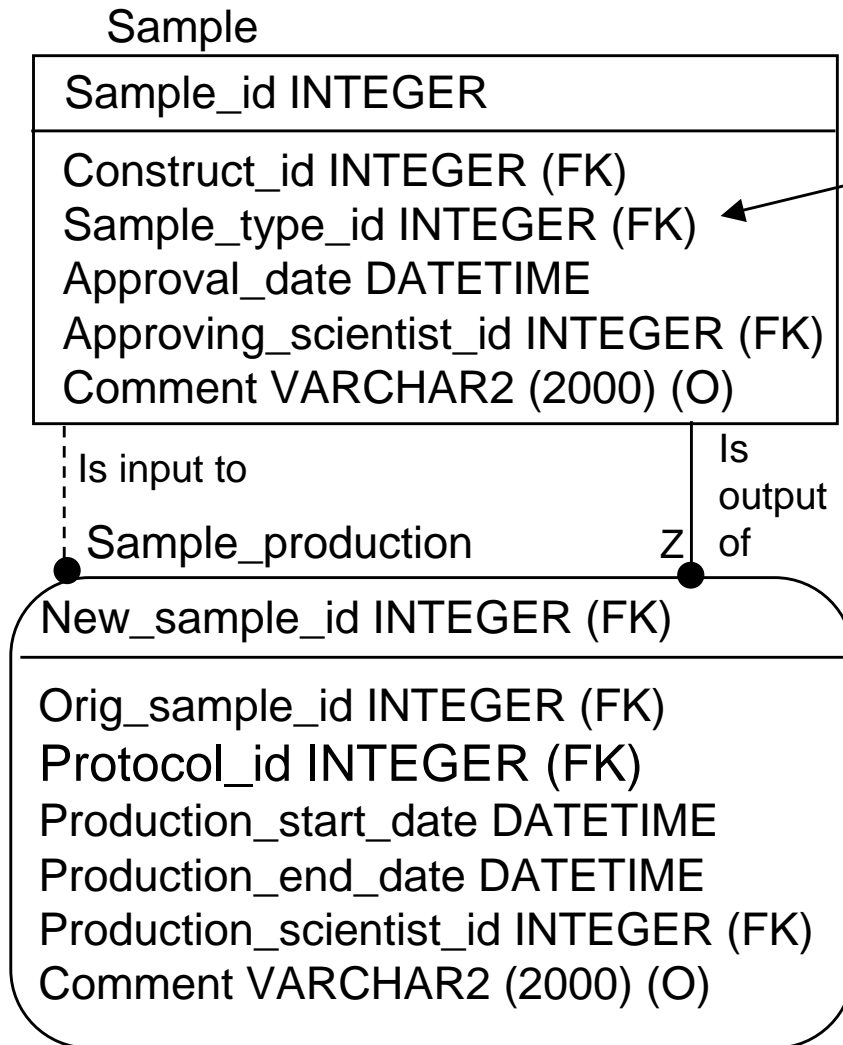 Sample
Sample_id INTEGER
Construct_id INTEGER (FK)
Sample_type_id INTEGER (FK)
Approval_date DATETIME
Approving_scientist_id INTEGER (FK)
Comment VARCHAR2 (2000) (O)
Is input to
Is
output
of
Sample_production
Z
New_sample_id INTEGER (FK)
Orig_sample_id INTEGER (FK)
Protocol_id INTEGER (FK)
Production_start_date DATETIME
Production_end_date DATETIME
Production_scientist_id INTEGER (FK)
Comment VARCHAR2 (2000) (O)